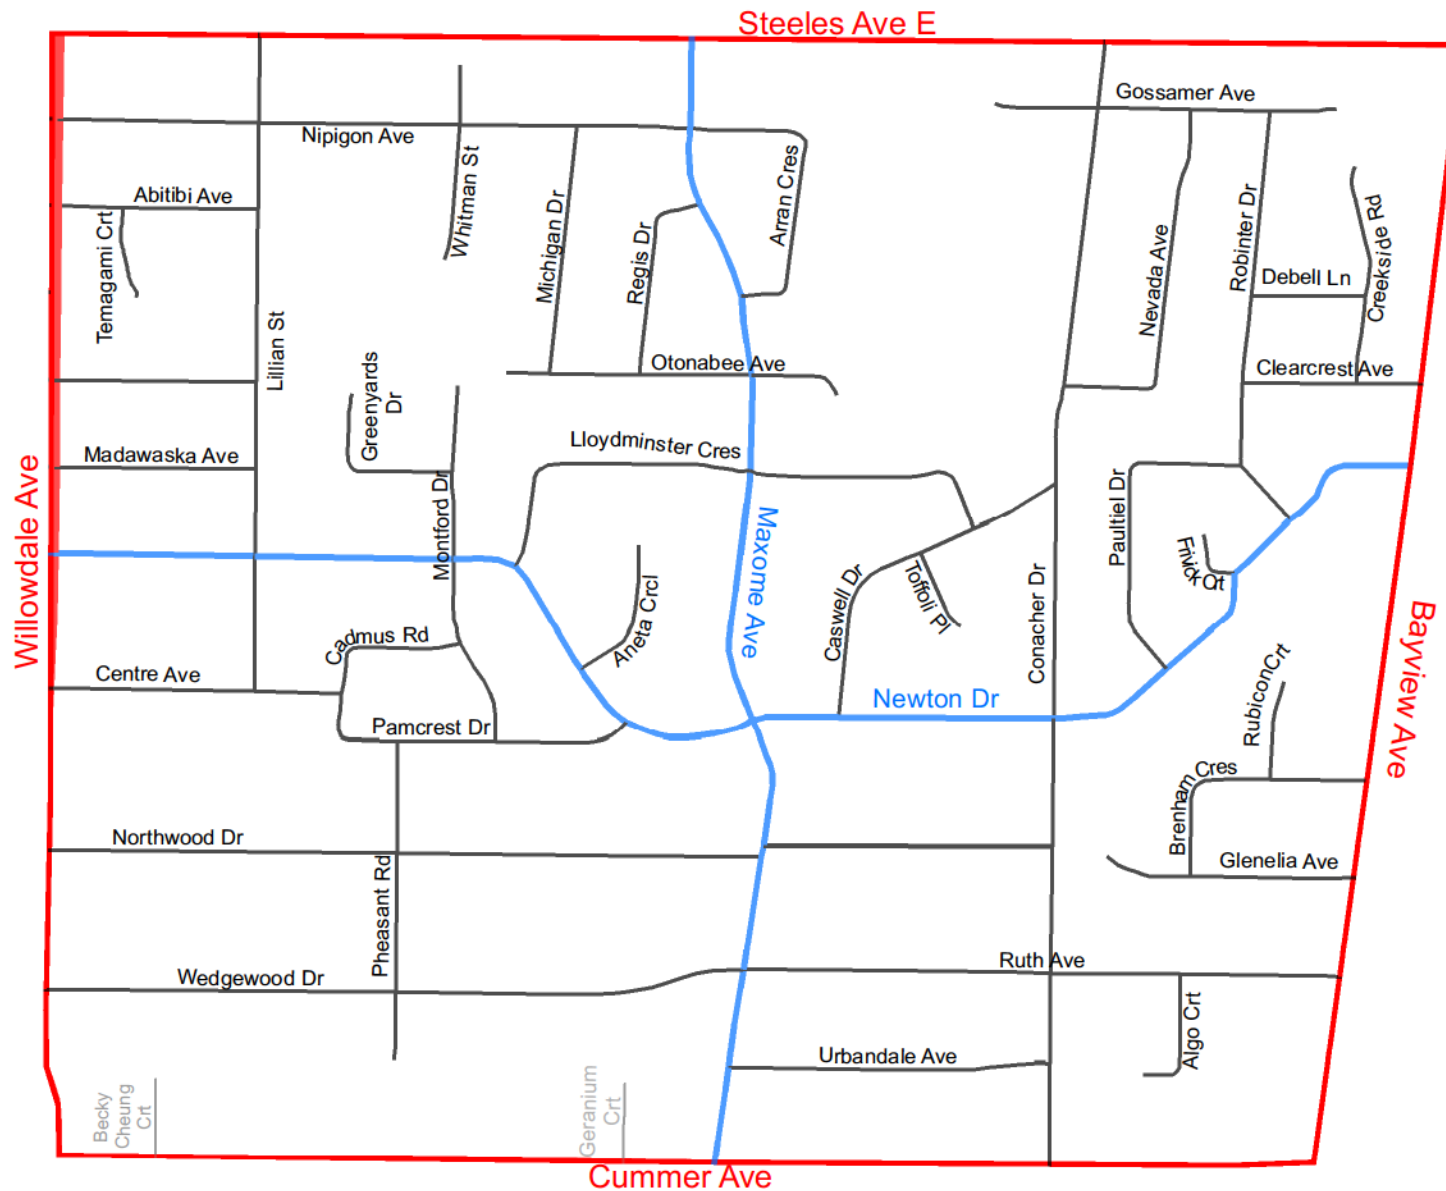 Steeles Ave E
Gossamer Ave
Nipigon Ave
Whitman St
Arran Cres
Abitibi Ave
Temagami Crt
Michigan Dr
Regis Dr
Nevada Ave
Robinter Dr
Creekside Rd
Debell Ln
Lillian St
Greenyards
Dr
Otonabee Ave
Clearcrest Ave
Madawaska Ave
Lloydminster Cres
Montford Dr
Paultiel Dr
Willowdale Ave
Maxome Ave
Frivick Crt
Caswell Dr
Toffoli Pl
Conacher Dr
Aneta Crcl
Cadmus Rd
Centre Ave
Newton Dr
Rubicon Crt
Bayview Ave
Pamcrest Dr
Brenham Cres
Northwood Dr
Glenelia Ave
Pheasant Rd
Wedgewood Dr
Ruth Ave
Algo Crt
Urbandale Ave
Becky
Cheung
Crt
Geranium
Crt
Cummer Ave